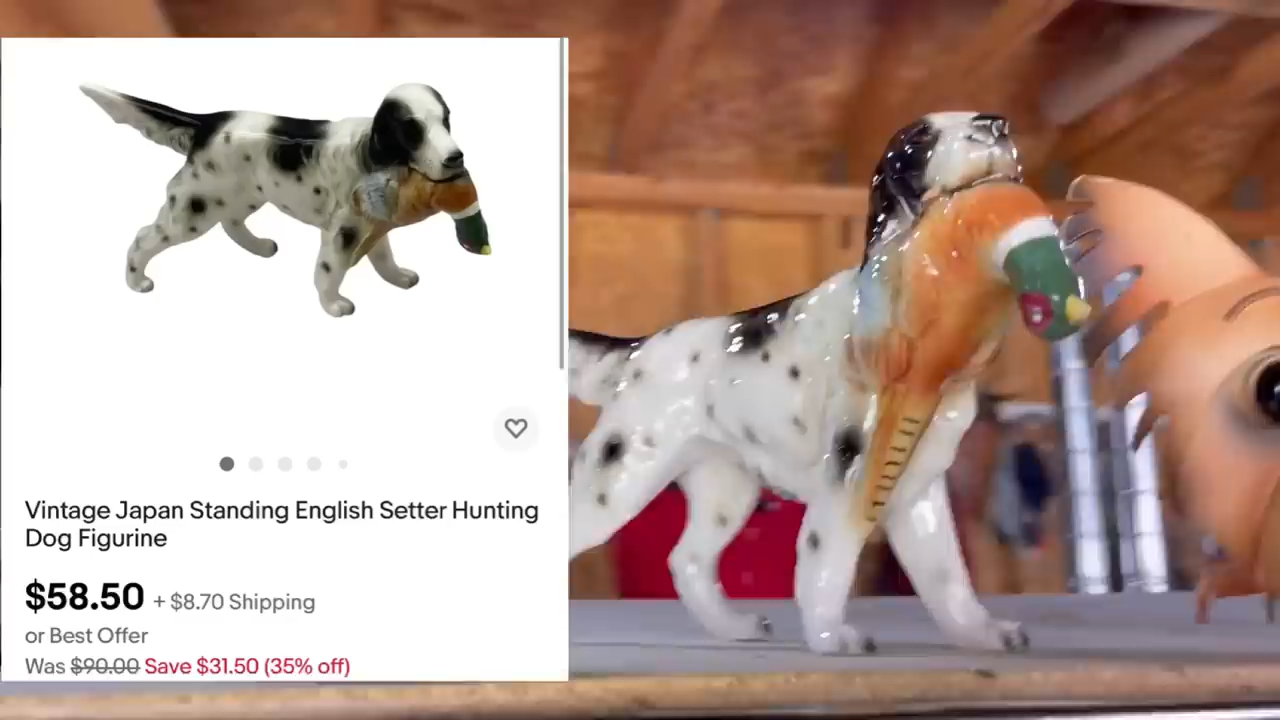 Vintage Japan Standing English Setter Hunting
Dog Figurine
$58.50 + $8.70 Shipping
or Best Offer
Was $90.00 Save $31.50 (35% off)